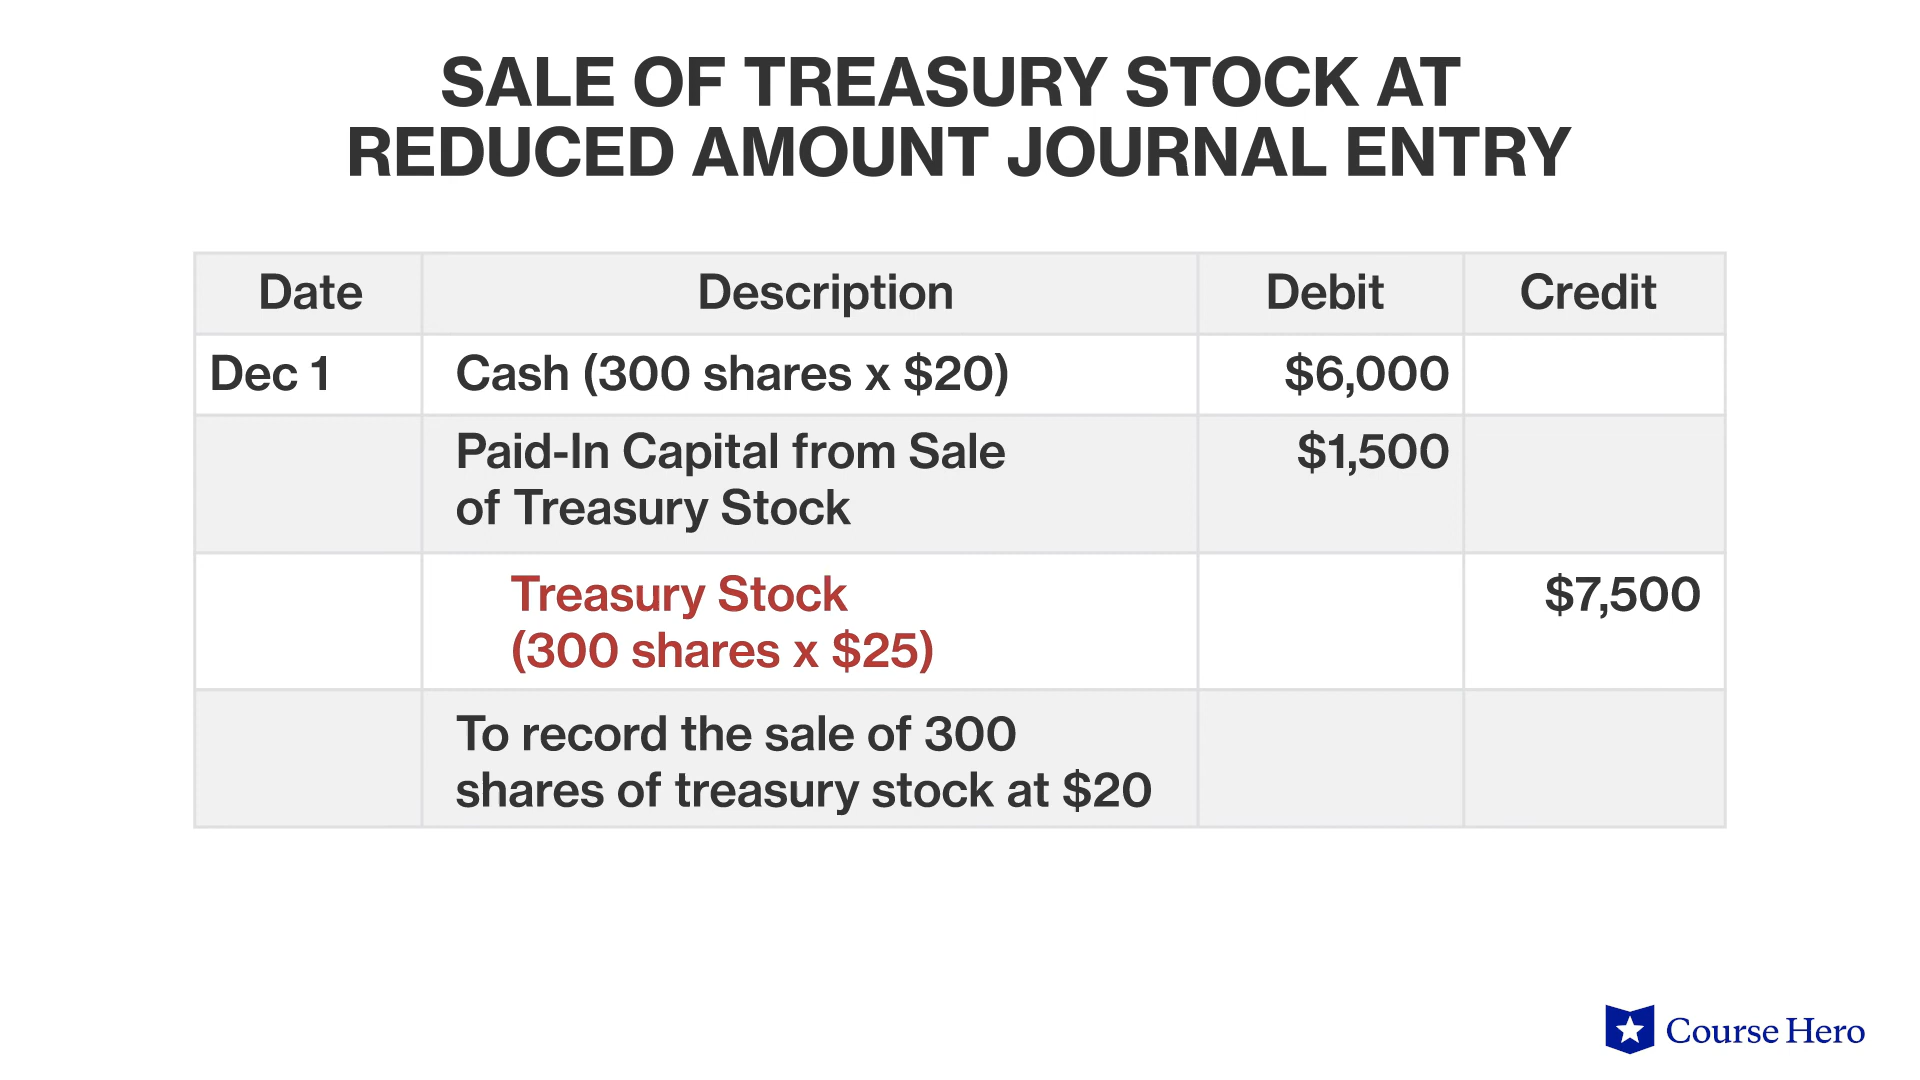 SALE OF TREASURY STOCK AT
REDUCED AMOUNT JOURNAL ENTRY
Date Description Debit Credit
Dec 1 Cash (300 shares x $20) $6,000
Paid-In Capital from Sale $1,500
of Treasury Stock
Treasury Stock $7,500
(300 shares x $25)
To record the sale of 300
shares of treasury stock at $20
Course Hero